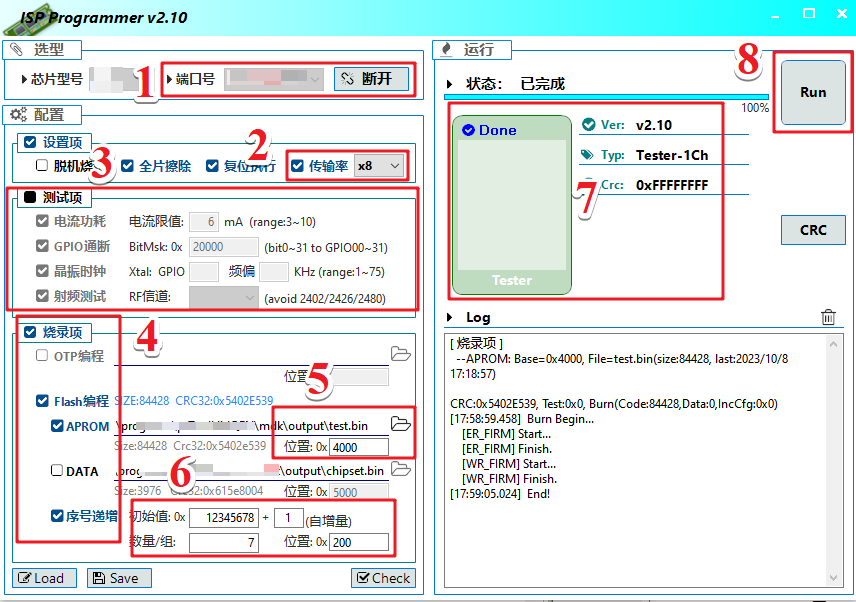 ISP Programmer v2.10
选型
芯片型号
1
端口号
断开
配置
设置项
2
3
脱机烧
全片擦除
复位执行
传输率
x8
测试项
电流功耗 电流限值: 6 mA (range:3~10)
GPIO通断 BitMsk: 0x 20000 (bit0~31 to GPIO00~31)
晶振时钟 Xtal: GPIO 频偏 KHz (range:1~75)
射频测试 RF信道: (avoid 2402/2426/2480)
烧录项
4
OTP编程
位置
5
Flash编程 SIZE:84428 CRC32:0x5402E539
APROM \mdk\output\test.bin
Size:84428 Crc32:0x5402e539 位置: 0x 4000
6
DATA \output\chipset.bin
Size:3976 Crc32:0x615e8004 位置: 0x 5000
序号递增 初始值: 0x 12345678 + 1 (自增量)
数量/组: 7 位置: 0x 200
Load
Save
Check
运行
8
状态: 已完成
100%
Run
Done
Tester
Ver: v2.10
Typ: Tester-1Ch
Crc: 0xFFFFFFFF
7
CRC
Log
[ 烧录项 ]
--APROM: Base=0x4000, File=test.bin(size:84428, last:2023/10/8
17:18:57)
CRC:0x5402E539, Test:0x0, Burn(Code:84428,Data:0,IncCfg:0x0)
[17:58:59.458] Burn Begin...
[ER_FIRM] Start...
[ER_FIRM] Finish.
[WR_FIRM] Start...
[WR_FIRM] Finish.
[17:59:05.024] End!